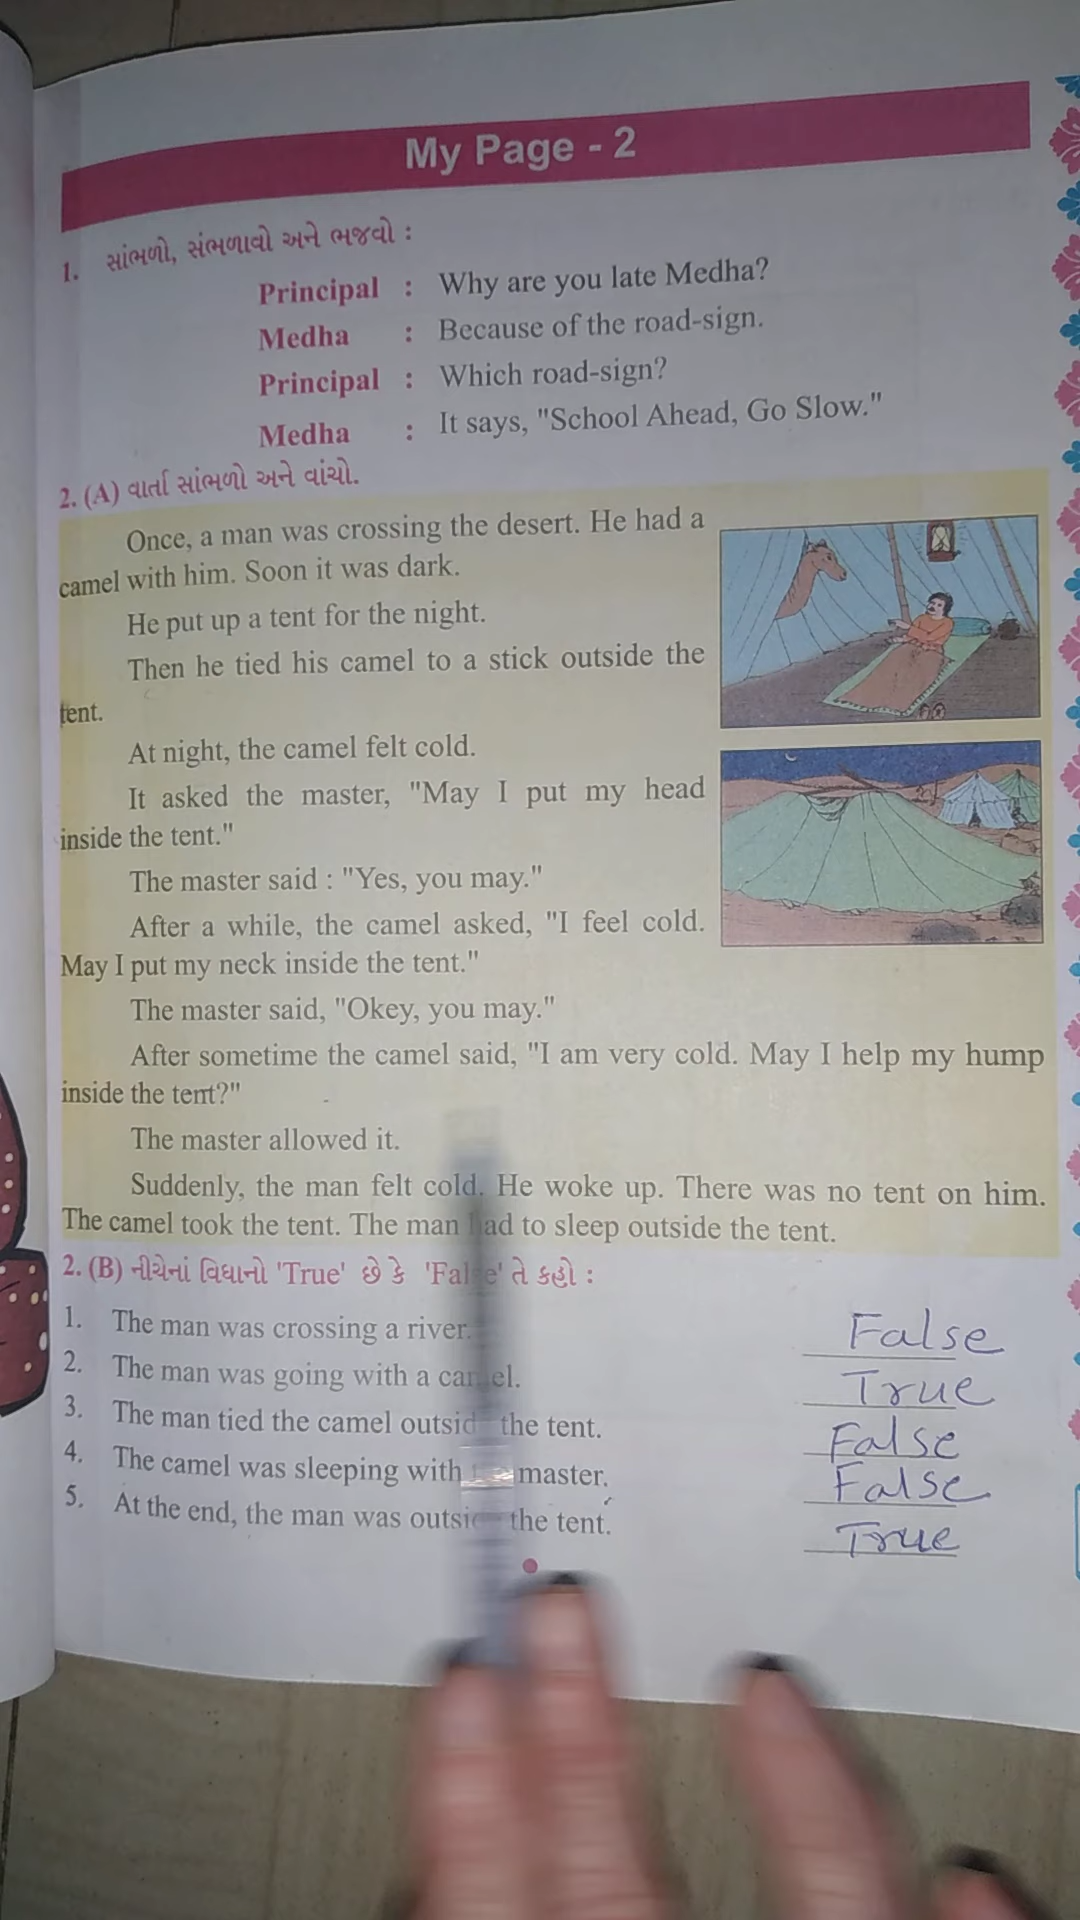 My Page - 2
1. સાંભળો, સંભળાવો અને ભજવો :
Principal : Why are you late Medha?
Medha : Because of the road-sign.
Principal : Which road-sign?
Medha : It says, "School Ahead, Go Slow."
2. (A) વાર્તા સાંભળો અને વાંચો.
Once, a man was crossing the desert. He had a
camel with him. Soon it was dark.
He put up a tent for the night.
Then he tied his camel to a stick outside the
tent.
At night, the camel felt cold.
It asked the master, "May I put my head
inside the tent."
The master said : "Yes, you may."
After a while, the camel asked, "I feel cold.
May I put my neck inside the tent."
The master said, "Okey, you may."
After sometime the camel said, "I am very cold. May I help my hump
inside the tent?"
The master allowed it.
Suddenly, the man felt cold. He woke up. There was no tent on him.
The camel took the tent. The man had to sleep outside the tent.
2. (B) નીચેનાં વિધાનો 'True' છે કે 'False' તે કહો :
1. The man was crossing a river. False
2. The man was going with a camel. True
3. The man tied the camel outside the tent. False
4. The camel was sleeping with master. False
5. At the end, the man was outside the tent. True